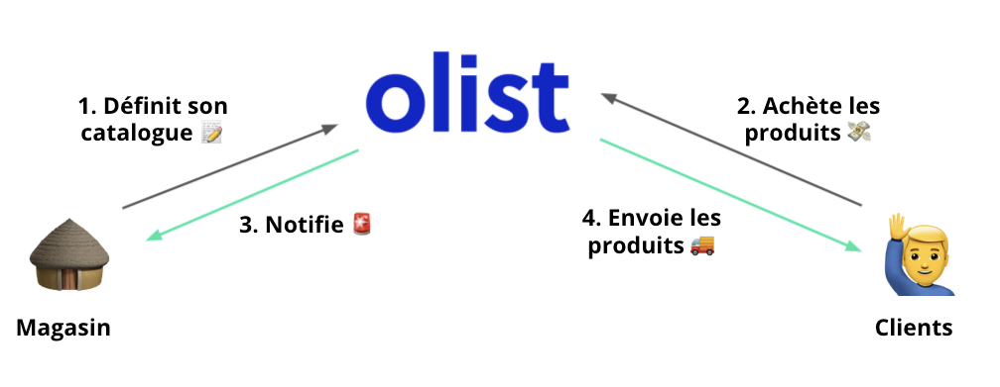 olist
1. Définit son
catalogue 📝
2. Achète les
produits 💸
3. Notifie 🚨
4. Envoie les
produits 🚚
Magasin
Clients